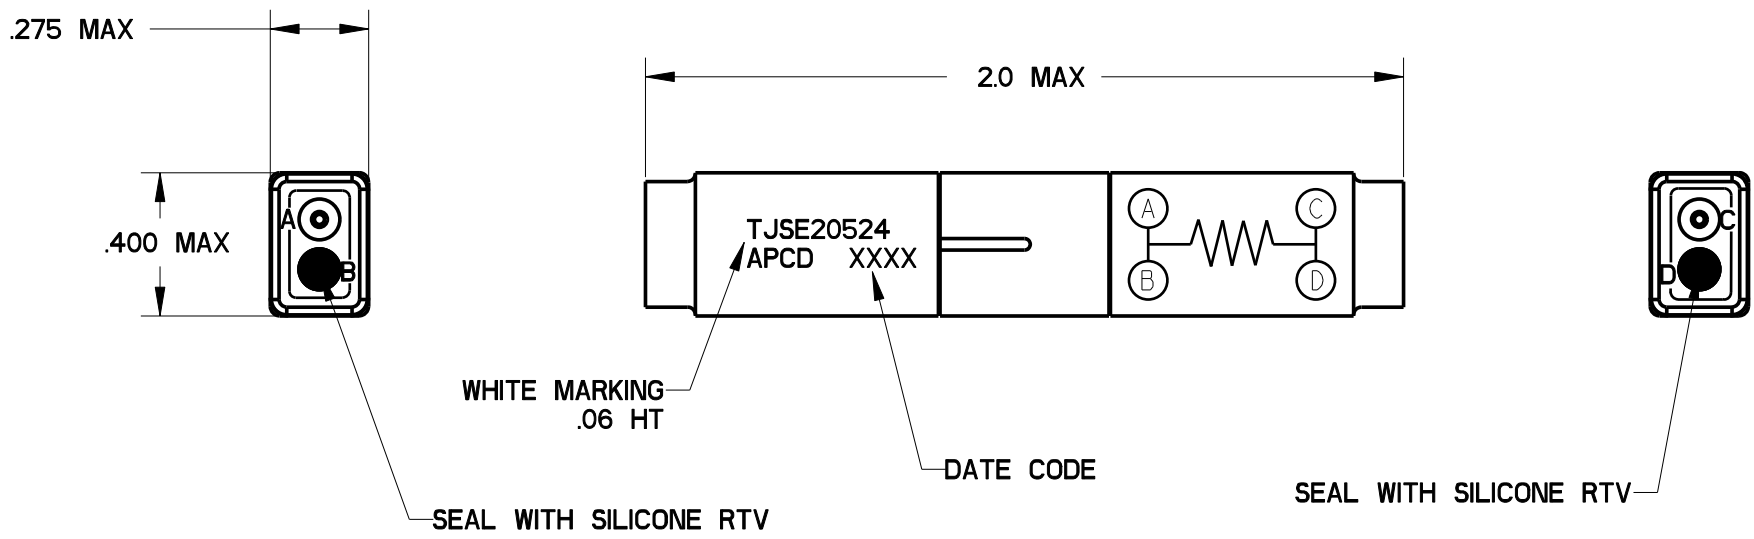 .275 MAX
2.0 MAX
.400 MAX
A
B
TJSE20524
APCD XXXX
A
C
B
D
C
D
WHITE MARKING
.06 HT
DATE CODE
SEAL WITH SILICONE RTV
SEAL WITH SILICONE RTV